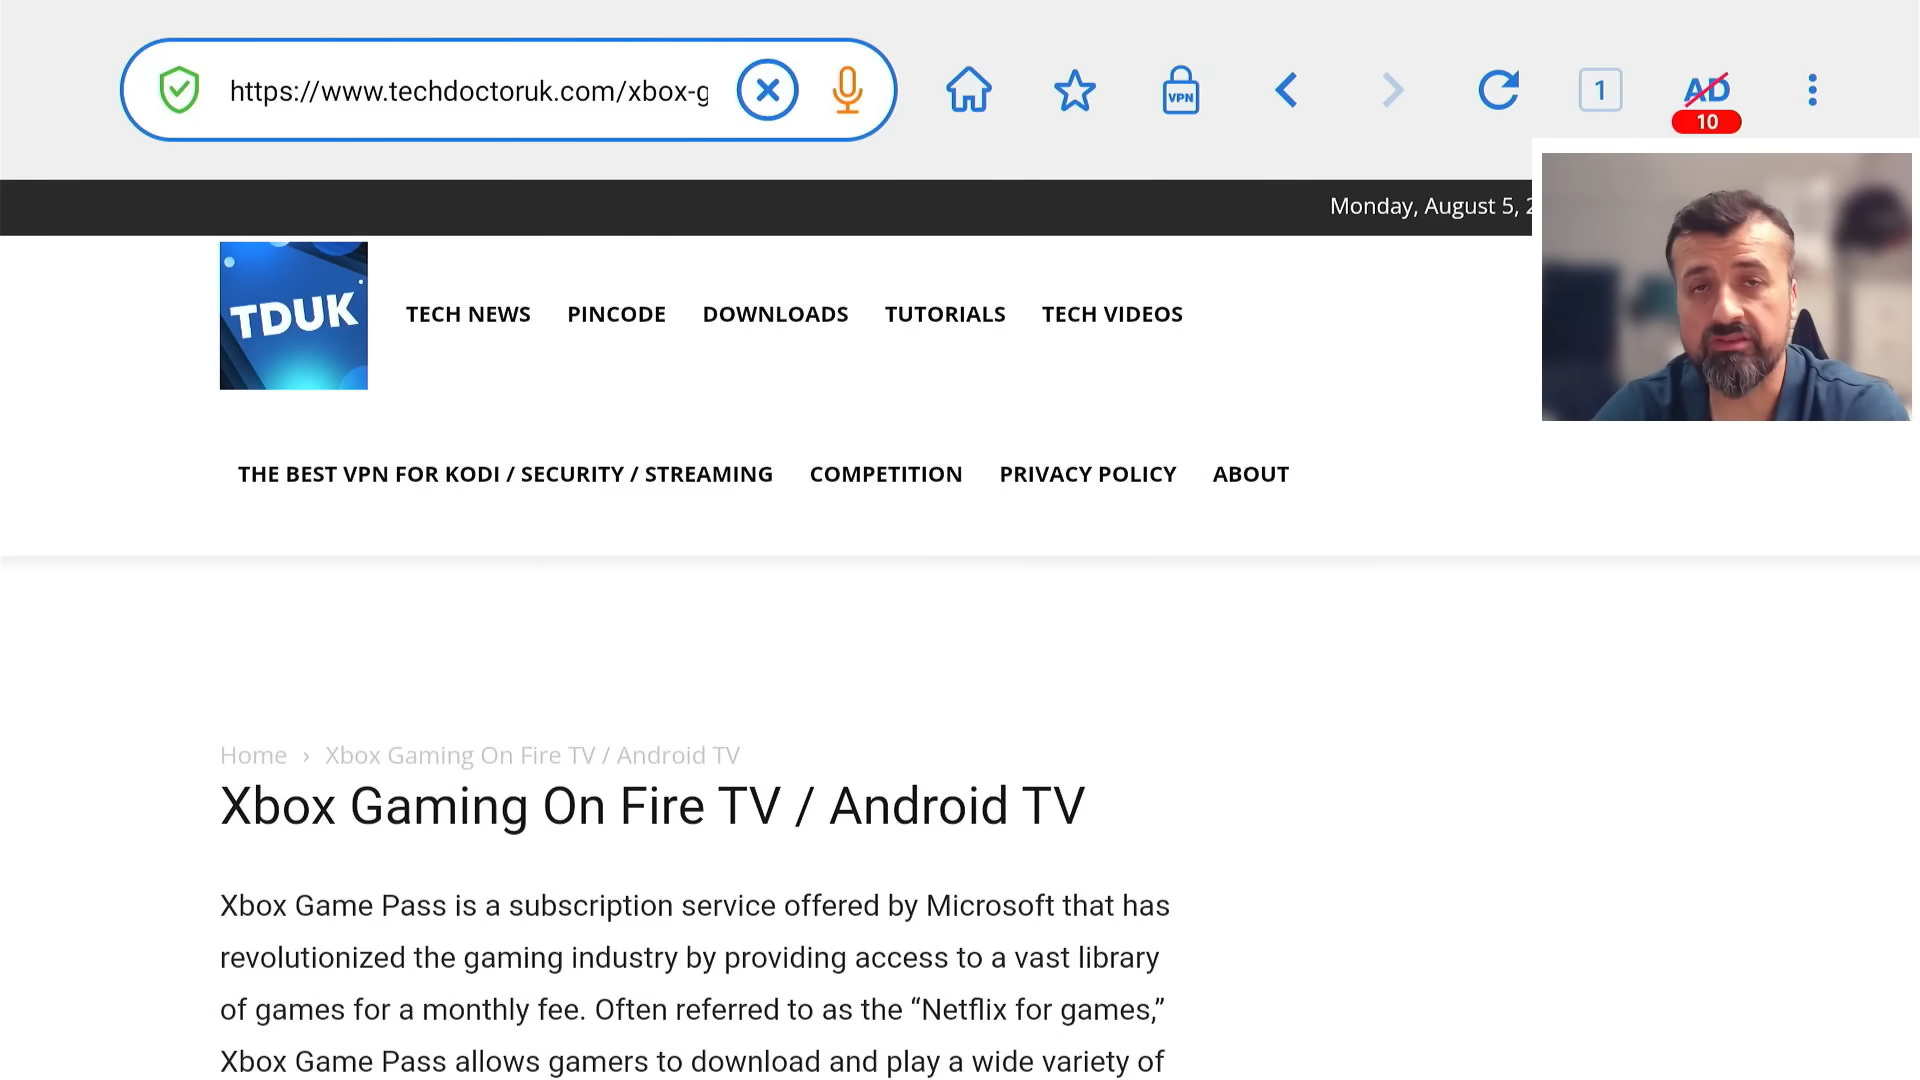 https://www.techdoctoruk.com/xbox-g
VPN
1
AD
10
Monday, August 5,
TDUK
TECH NEWS PINCODE DOWNLOADS TUTORIALS TECH VIDEOS
THE BEST VPN FOR KODI / SECURITY / STREAMING COMPETITION PRIVACY POLICY ABOUT
Home › Xbox Gaming On Fire TV / Android TV
Xbox Gaming On Fire TV / Android TV
Xbox Game Pass is a subscription service offered by Microsoft that has
revolutionized the gaming industry by providing access to a vast library
of games for a monthly fee. Often referred to as the “Netflix for games,”
Xbox Game Pass allows gamers to download and play a wide variety of